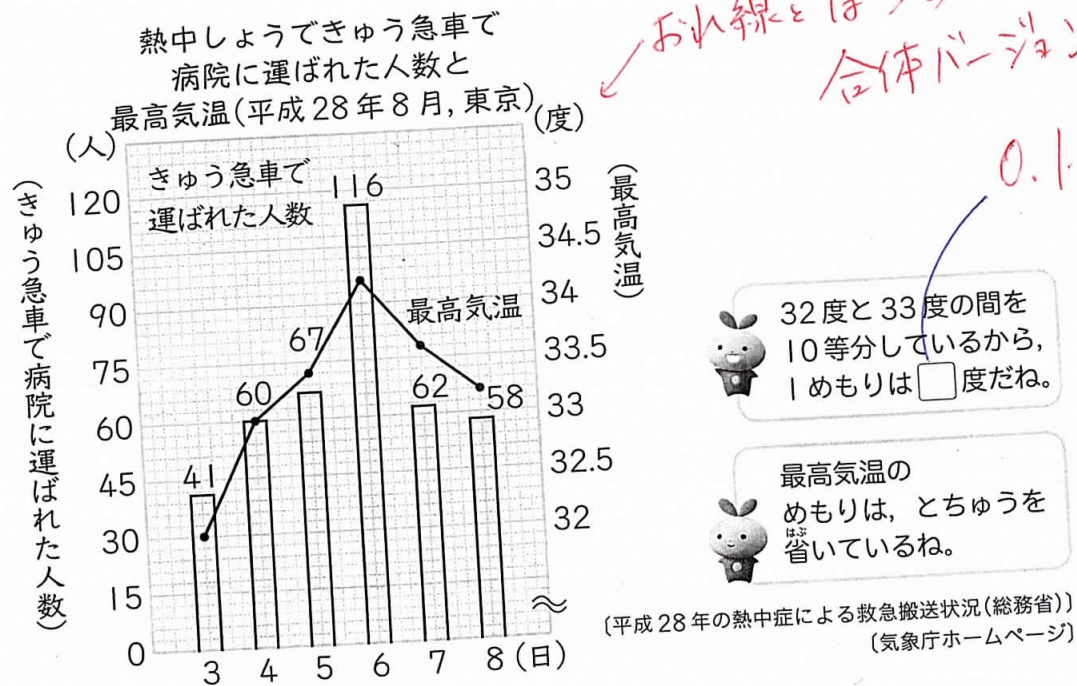 熱中しょうできゅう急車で
病院に運ばれた人数と
最高気温(平成28年8月,東京)
おれ線と
合体バージョン
0.1
(人)
(度)
(きゅう急車で病院に運ばれた人数)
(最高気温)
120
105
90
75
60
45
30
15
0
35
34.5
34
33.5
33
32.5
32
きゅう急車で
運ばれた人数
最高気温
41
60
67
116
62
58
3 4 5 6 7 8(日)
32度と33度の間を
10等分しているから,
1めもりは□度だね。
最高気温の
めもりは,とちゅうを
省いているね。
はぶ
〔平成28年の熱中症による救急搬送状況(総務省)〕
〔気象庁ホームページ〕